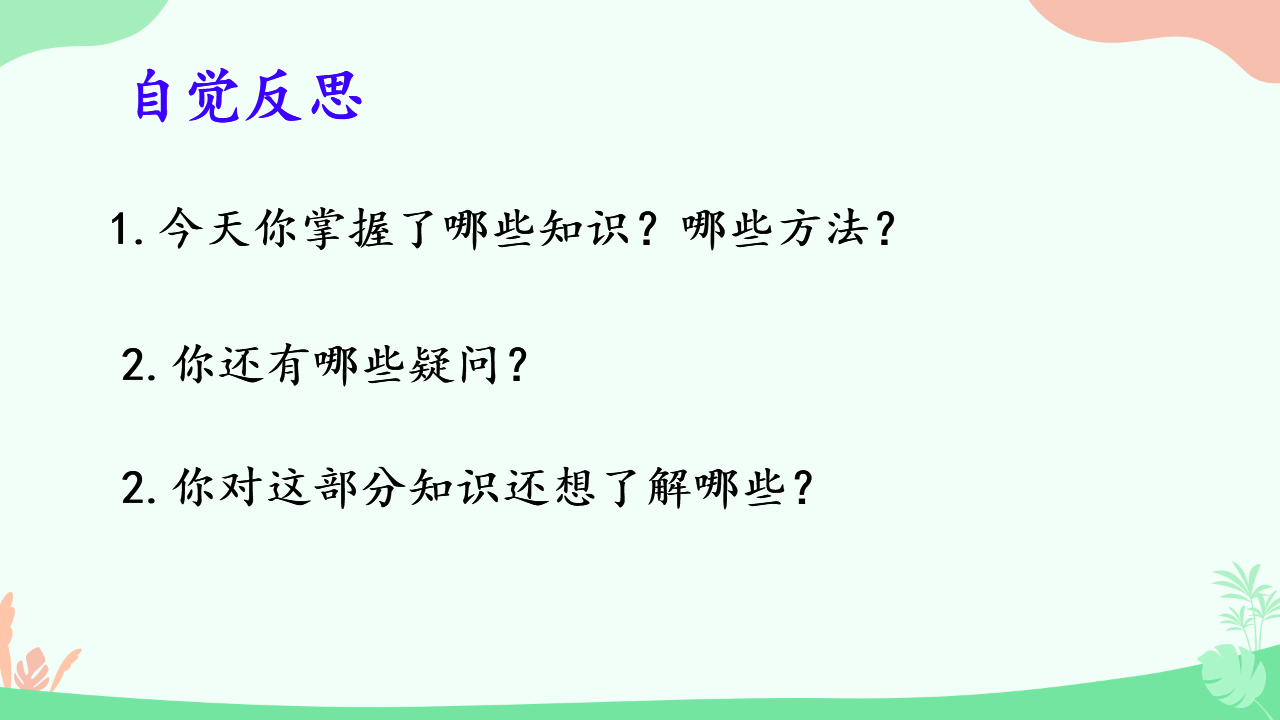 自觉反思
1.今天你掌握了哪些知识？哪些方法？
2.你还有哪些疑问？
2.你对这部分知识还想了解哪些？